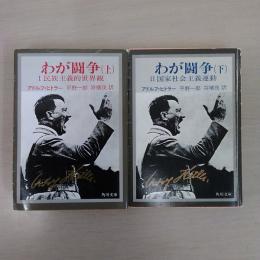 わが闘争(上)
I民族主義的世界観
アドルフ・ヒトラー 平野一郎 将積茂 訳
角川文庫
わが闘争(下)
II国家社会主義運動
アドルフ・ヒトラー 平野一郎 将積茂 訳
角川文庫